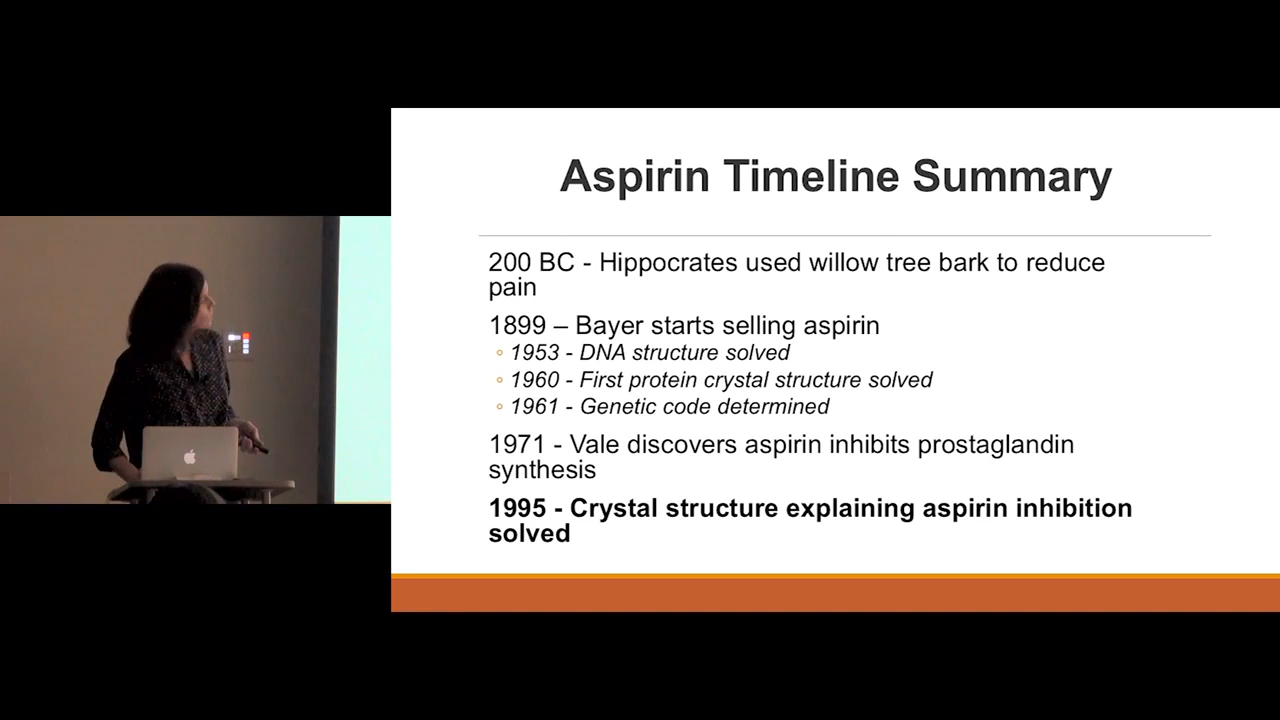 Aspirin Timeline Summary
200 BC - Hippocrates used willow tree bark to reduce
pain
1899 – Bayer starts selling aspirin
◦ 1953 - DNA structure solved
◦ 1960 - First protein crystal structure solved
◦ 1961 - Genetic code determined
1971 - Vale discovers aspirin inhibits prostaglandin
synthesis
1995 - Crystal structure explaining aspirin inhibition
solved